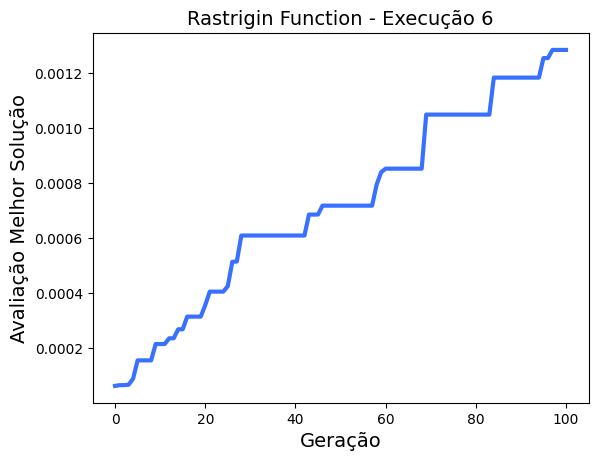 Rastrigin Function - Execução 6
Avaliação Melhor Solução
0.0012
0.0010
0.0008
0.0006
0.0004
0.0002
0 20 40 60 80 100
Geração